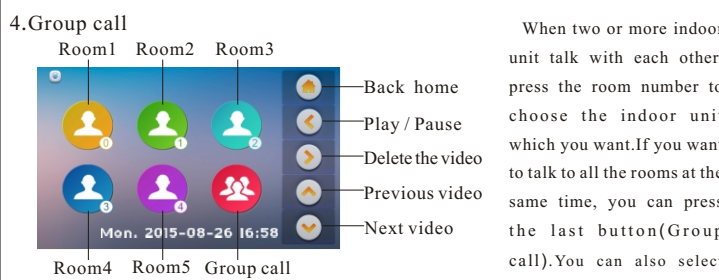 4.Group call
Room1 Room2 Room3
Back home
Play / Pause
Delete the video
Previous video
Next video
0 1 2
3 4
Mon. 2015-08-26 16:58
Room4 Room5 Group call
When two or more indoor
unit talk with each other
press the room number to
choose the indoor unit
which you want.If you want
to talk to all the rooms at the
same time, you can press
the last button(Group
call).You can also select